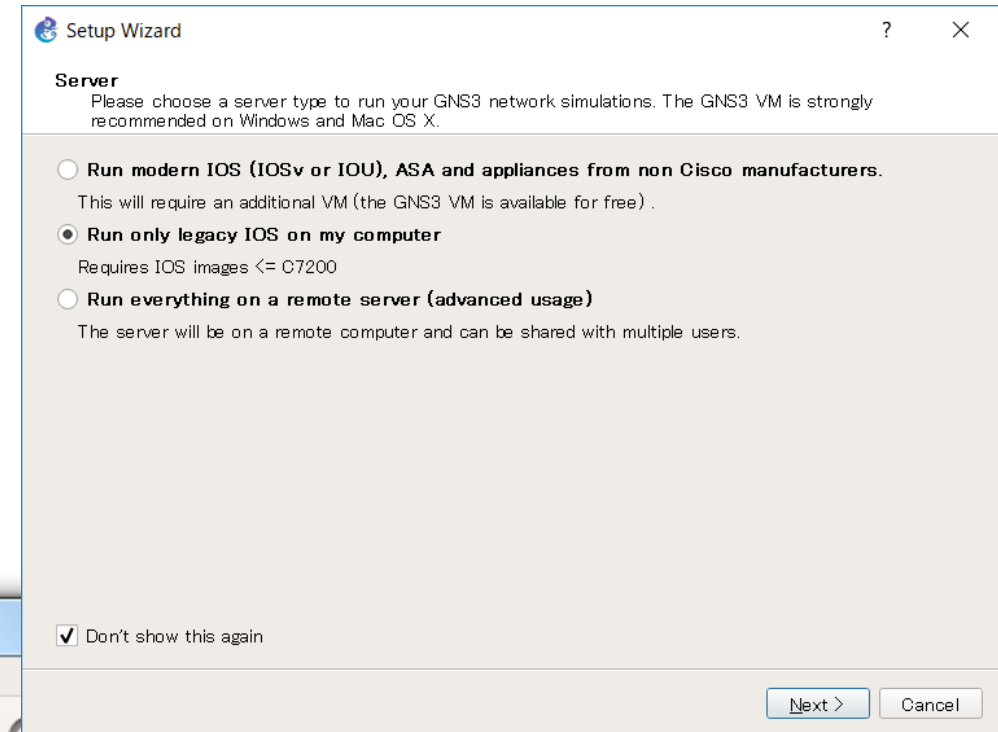 Setup Wizard
?
Server
Please choose a server type to run your GNS3 network simulations. The GNS3 VM is strongly
recommended on Windows and Mac OS X.
Run modern IOS (IOSv or IOU), ASA and appliances from non Cisco manufacturers.
This will require an additional VM (the GNS3 VM is available for free) .
Run only legacy IOS on my computer
Requires IOS images <= C7200
Run everything on a remote server (advanced usage)
The server will be on a remote computer and can be shared with multiple users.
Don't show this again
Next >
Cancel